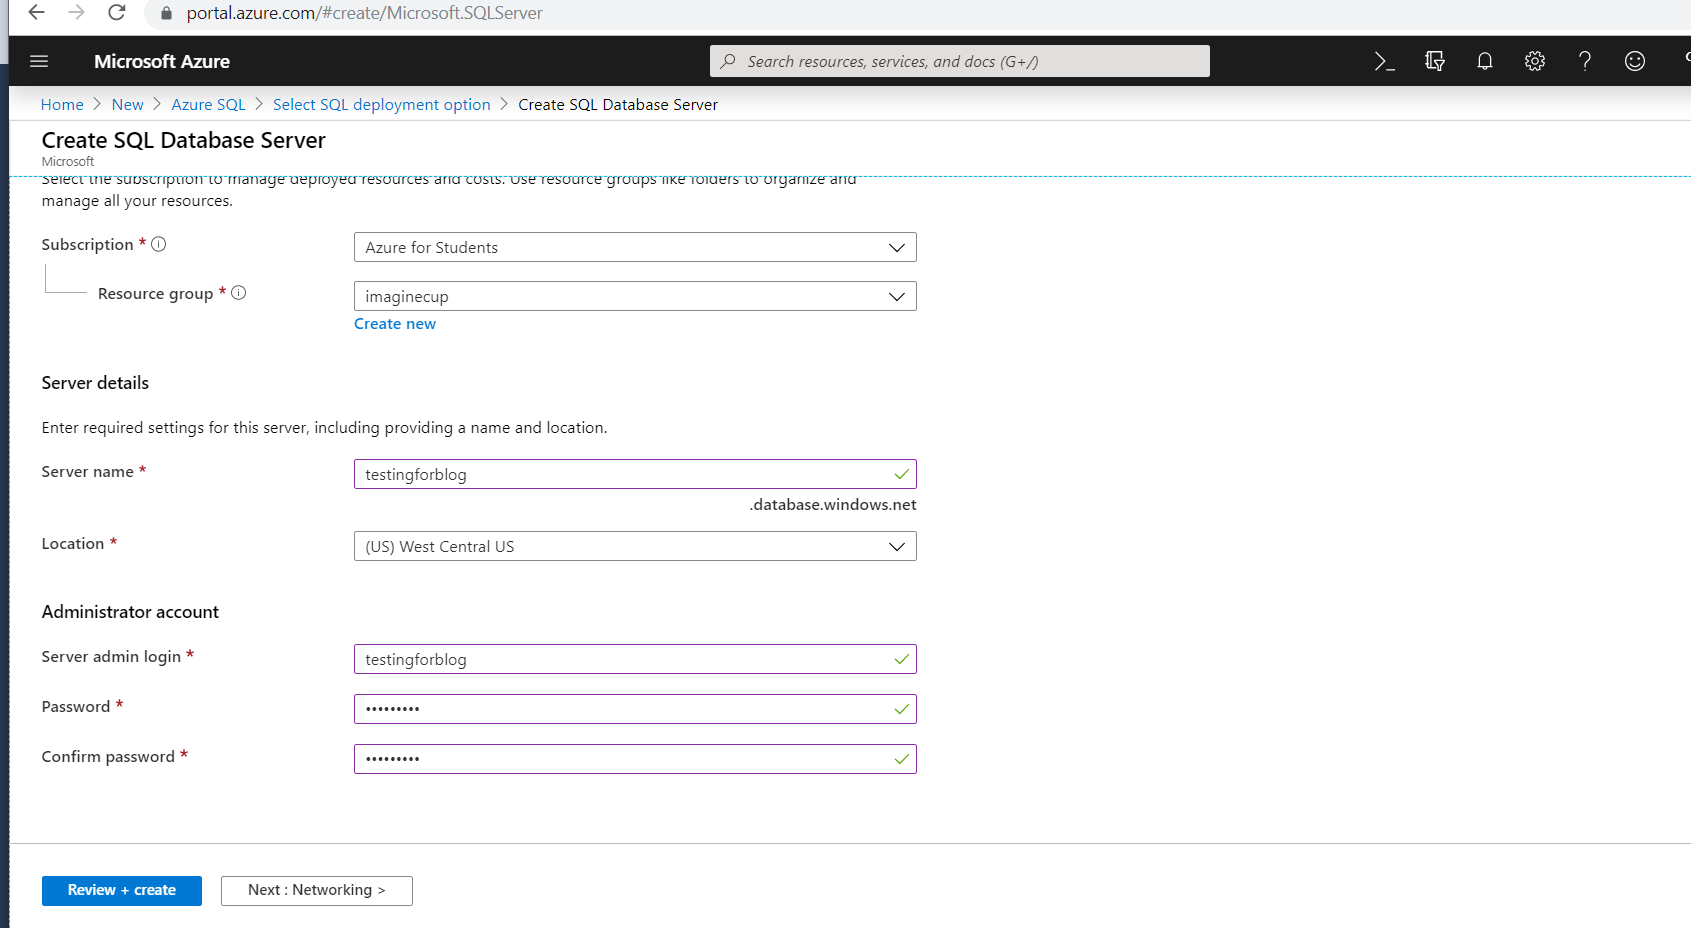 portal.azure.com/#create/Microsoft.SQLServer
Microsoft Azure
Search resources, services, and docs (G+/)
Home > New > Azure SQL > Select SQL deployment option > Create SQL Database Server
Create SQL Database Server
Microsoft
Select the subscription to manage deployed resources and costs. Use resource groups like folders to organize and
manage all your resources.
Subscription *
Azure for Students
Resource group *
imaginecup
Create new
Server details
Enter required settings for this server, including providing a name and location.
Server name *
testingforblog
.database.windows.net
Location *
(US) West Central US
Administrator account
Server admin login *
testingforblog
Password *
•••••••••
Confirm password *
•••••••••
Review + create
Next : Networking >